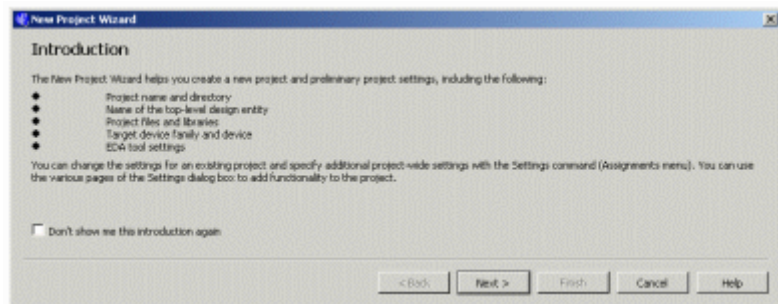 New Project Wizard
Introduction
The New Project Wizard helps you create a new project and preliminary project settings, including the following:
Project name and directory
Name of the top-level design entity
Project files and libraries
Target device family and device
EDA tool settings
You can change the settings for an existing project and specify additional project-wide settings with the Settings command (Assignments menu). You can use
the various pages of the Settings dialog box to add functionality to the project.
Don't show me this introduction again
< Back Next > Finish Cancel Help